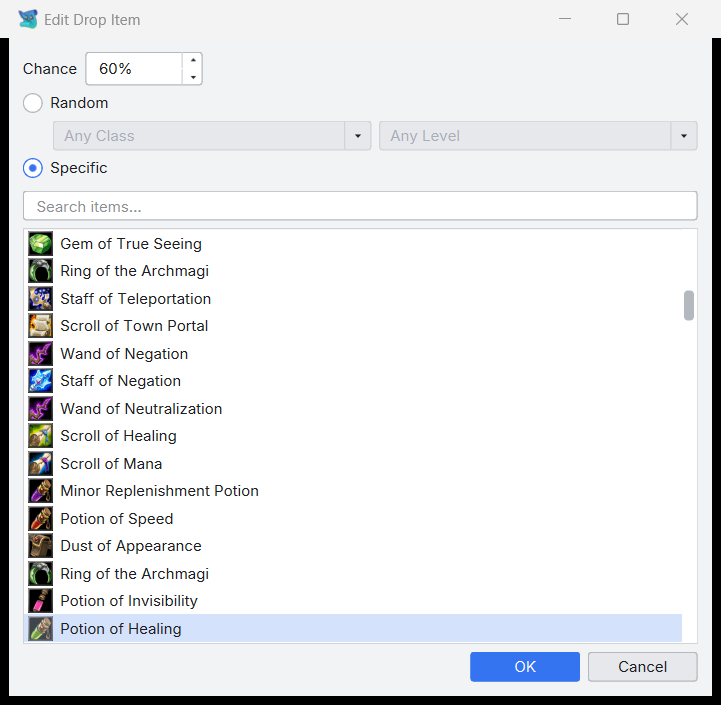 Edit Drop Item
Chance 60%
Random
Any Class Any Level
Specific
Search items...
Gem of True Seeing
Ring of the Archmagi
Staff of Teleportation
Scroll of Town Portal
Wand of Negation
Staff of Negation
Wand of Neutralization
Scroll of Healing
Scroll of Mana
Minor Replenishment Potion
Potion of Speed
Dust of Appearance
Ring of the Archmagi
Potion of Invisibility
Potion of Healing
OK Cancel